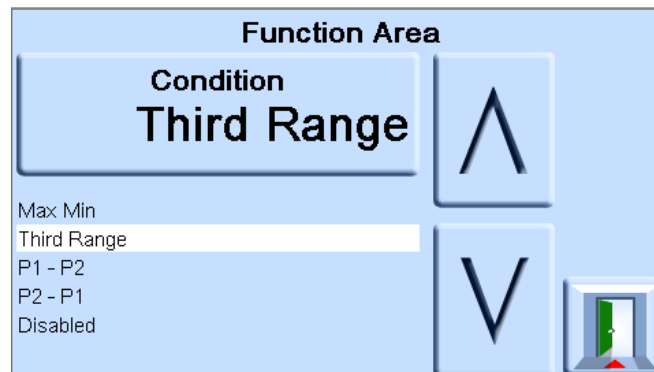 Function Area
Condition
Third Range
Max Min
Third Range
P1 - P2
P2 - P1
Disabled